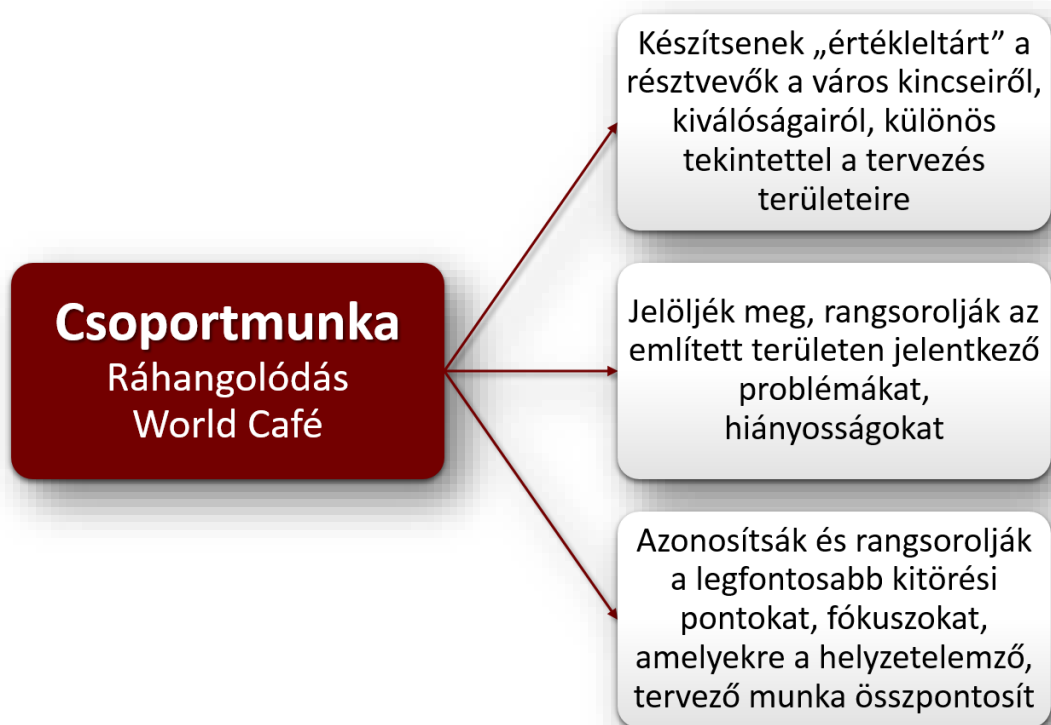 Csoportmunka
Ráhangolódás
World Café
Készítsenek „értékleltárt” a
résztvevők a város kincseiről,
kiválóságairól, különös
tekintettel a tervezés
területeire
Jelöljék meg, rangsorolják az
említett területen jelentkező
problémákat,
hiányosságokat
Azonosítsák és rangsorolják
a legfontosabb kitörési
pontokat, fókuszokat,
amelyekre a helyzetelemző,
tervező munka összpontosít